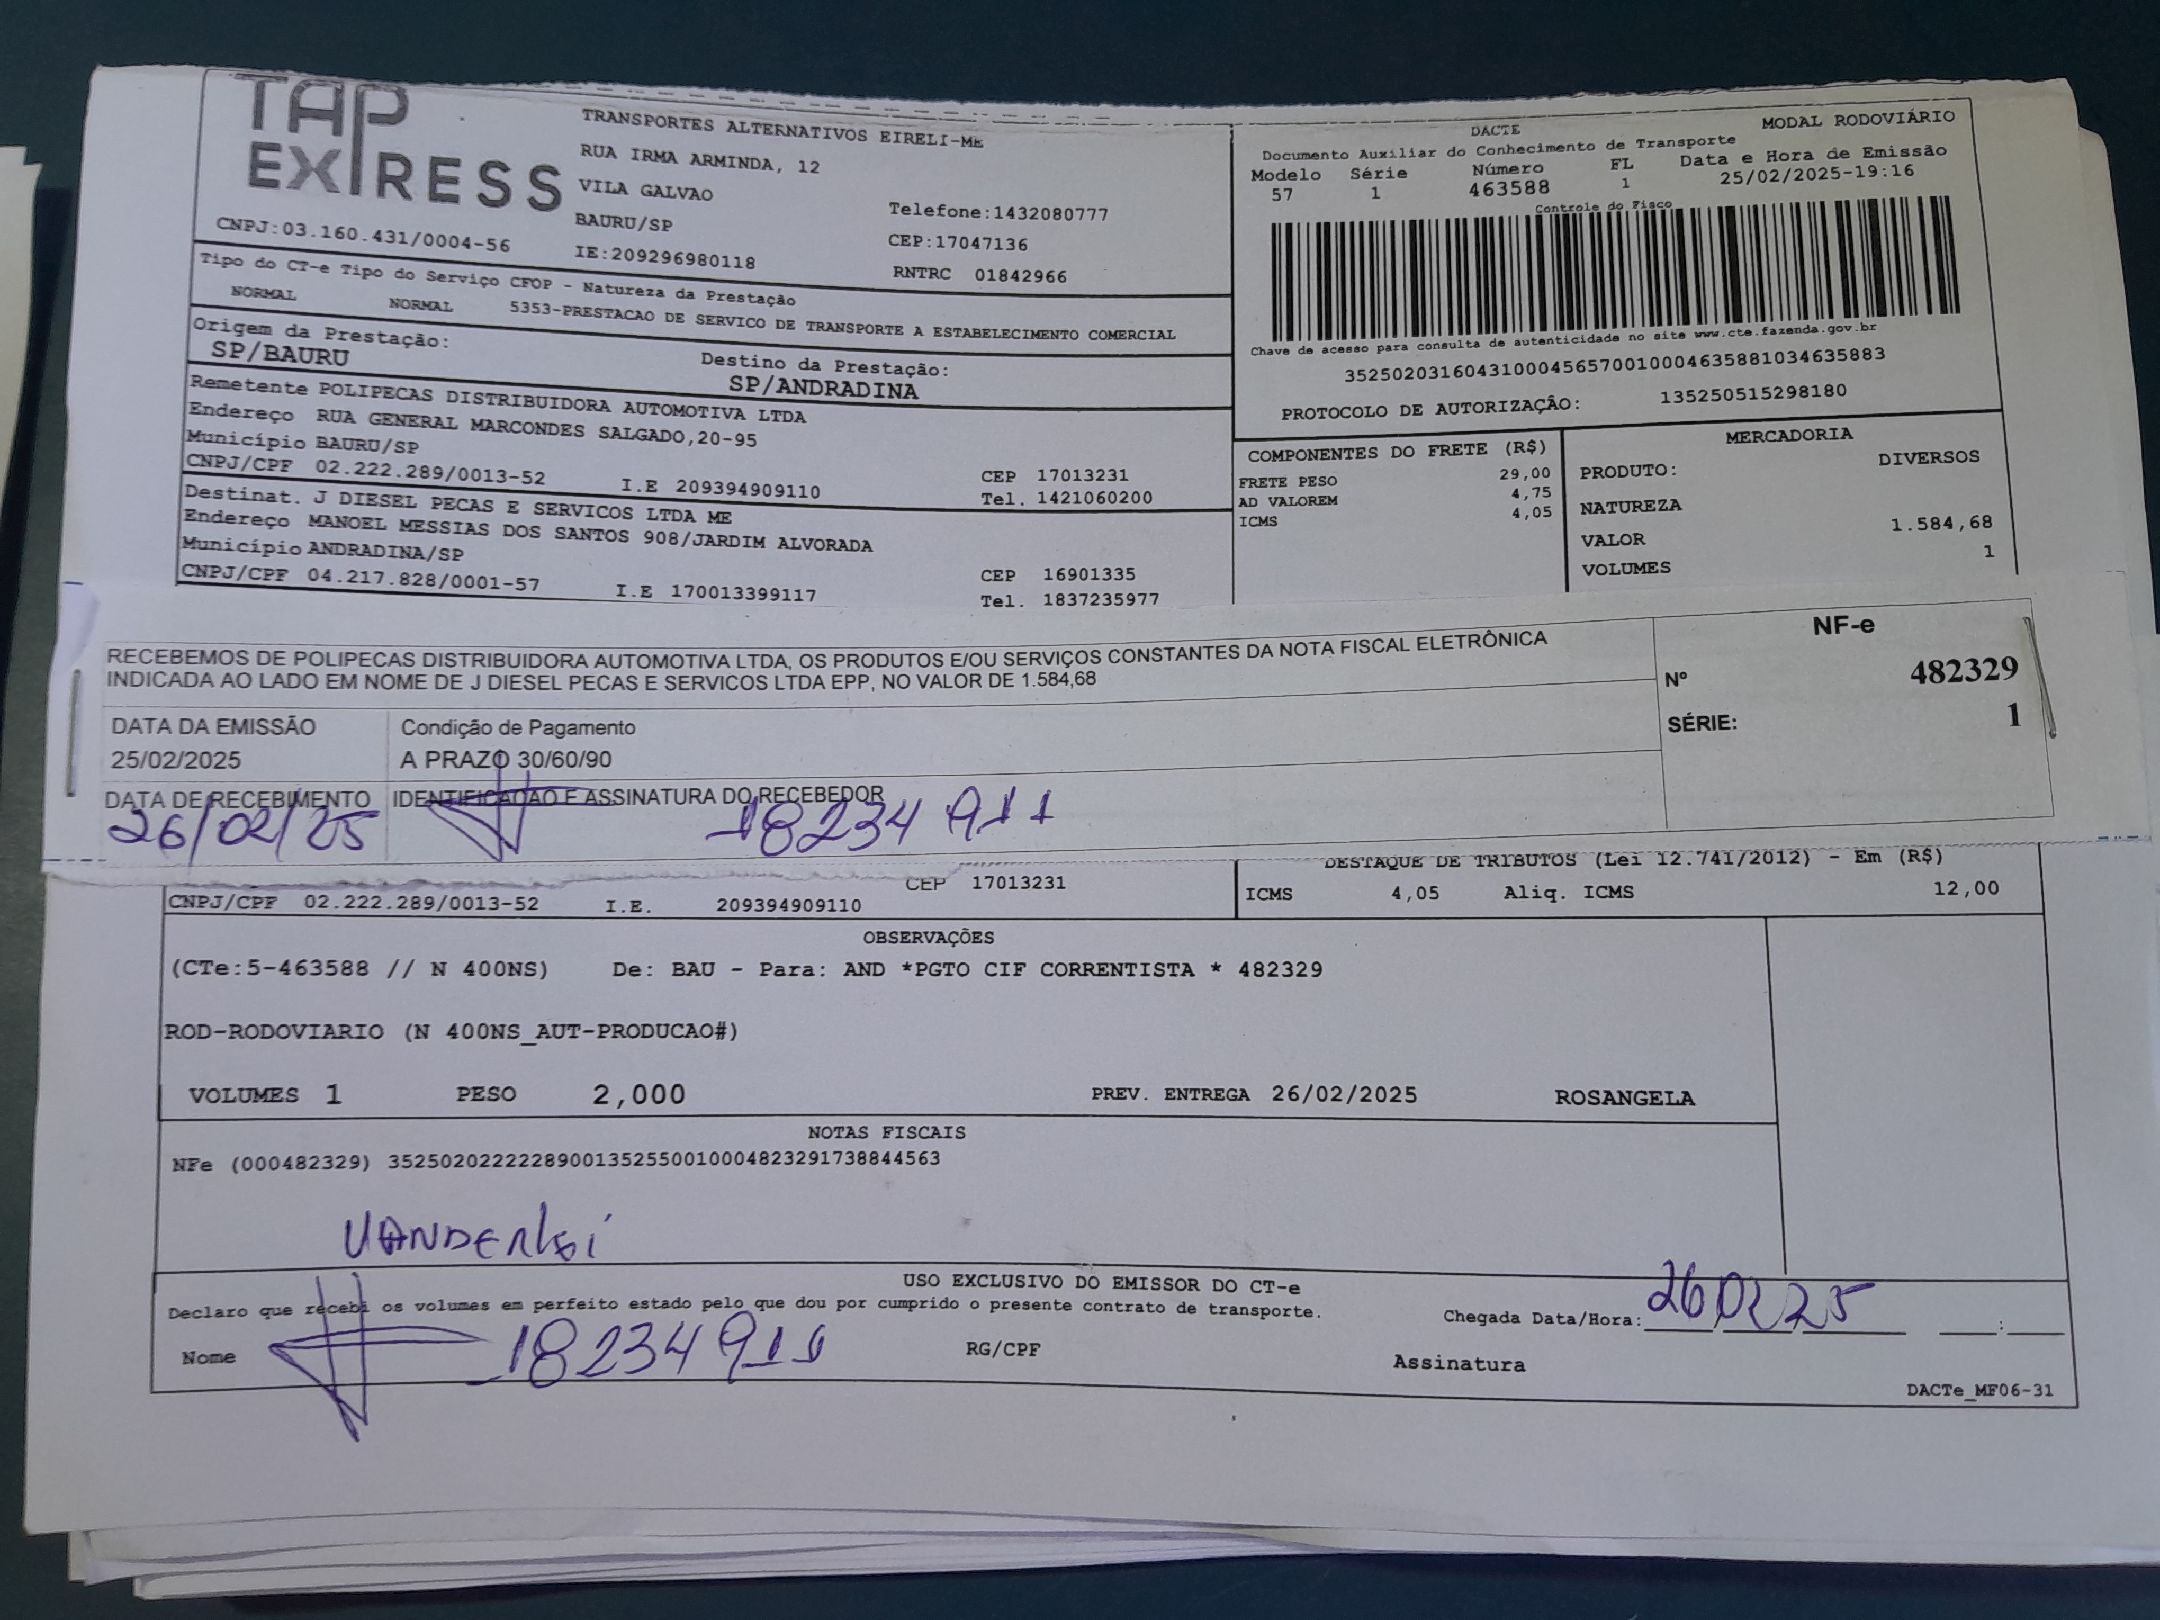 TAP
EXPRESS
TRANSPORTES ALTERNATIVOS EIRELI-ME
RUA IRMA ARMINDA, 12
VILA GALVAO
BAURU/SP
Telefone:1432080777
CEP:17047136
CNPJ:03.160.431/0004-56
IE:209296980118
RNTRC 01842966
DACTE
MODAL RODOVIÁRIO
Documento Auxiliar do Conhecimento de Transporte
Modelo Série Número FL Data e Hora de Emissão
57 1 463588 1 25/02/2025-19:16
Controle do Fisco
Chave de acesso para consulta de autenticidade no site www.cte.fazenda.gov.br
35250203160431000456570010004635881034635883
PROTOCOLO DE AUTORIZAÇÂO: 135250515298180
Tipo do CT-e Tipo do Serviço CFOP - Natureza da Prestação
NORMAL NORMAL 5353-PRESTACAO DE SERVICO DE TRANSPORTE A ESTABELECIMENTO COMERCIAL
Origem da Prestação:
SP/BAURU
Destino da Prestação:
SP/ANDRADINA
Remetente POLIPECAS DISTRIBUIDORA AUTOMOTIVA LTDA
Endereço RUA GENERAL MARCONDES SALGADO,20-95
Município BAURU/SP
CEP 17013231
CNPJ/CPF 02.222.289/0013-52 I.E 209394909110 Tel. 1421060200
Destinat. J DIESEL PECAS E SERVICOS LTDA ME
Endereço MANOEL MESSIAS DOS SANTOS 908/JARDIM ALVORADA
Município ANDRADINA/SP
CEP 16901335
CNPJ/CPF 04.217.828/0001-57 I.E 170013399117 Tel. 1837235977
COMPONENTES DO FRETE (R$)
FRETE PESO 29,00
AD VALOREM 4,75
ICMS 4,05
MERCADORIA
PRODUTO: DIVERSOS
NATUREZA
VALOR 1.584,68
VOLUMES 1
RECEBEMOS DE POLIPECAS DISTRIBUIDORA AUTOMOTIVA LTDA, OS PRODUTOS E/OU SERVIÇOS CONSTANTES DA NOTA FISCAL ELETRÔNICA
INDICADA AO LADO EM NOME DE J DIESEL PECAS E SERVICOS LTDA EPP, NO VALOR DE 1.584,68
NF-e
Nº 482329
SÉRIE: 1
DATA DA EMISSÃO Condição de Pagamento
25/02/2025 A PRAZO 30/60/90
DATA DE RECEBIMENTO IDENTIFICAÇAO E ASSINATURA DO RECEBEDOR
26/02/25 18234911
DESTAQUE DE TRIBUTOS (Lei 12.741/2012) - Em (R$)
CEP 17013231
CNPJ/CPF 02.222.289/0013-52 I.E. 209394909110
ICMS 4,05 Aliq. ICMS 12,00
OBSERVAÇÕES
(CTe:5-463588 // N 400NS) De: BAU - Para: AND *PGTO CIF CORRENTISTA * 482329
ROD-RODOVIARIO (N 400NS_AUT-PRODUCAO#)
VOLUMES 1 PESO 2,000 PREV. ENTREGA 26/02/2025 ROSANGELA
NOTAS FISCAIS
NFe (000482329) 35250202222289001352550010004823291738844563
VANDERlEi
USO EXCLUSIVO DO EMISSOR DO CT-e
Declaro que recebi os volumes em perfeito estado pelo que dou por cumprido o presente contrato de transporte.
Chegada Data/Hora: 26 02 25 :
Nome 18234911 RG/CPF Assinatura
DACTe_MF06-31